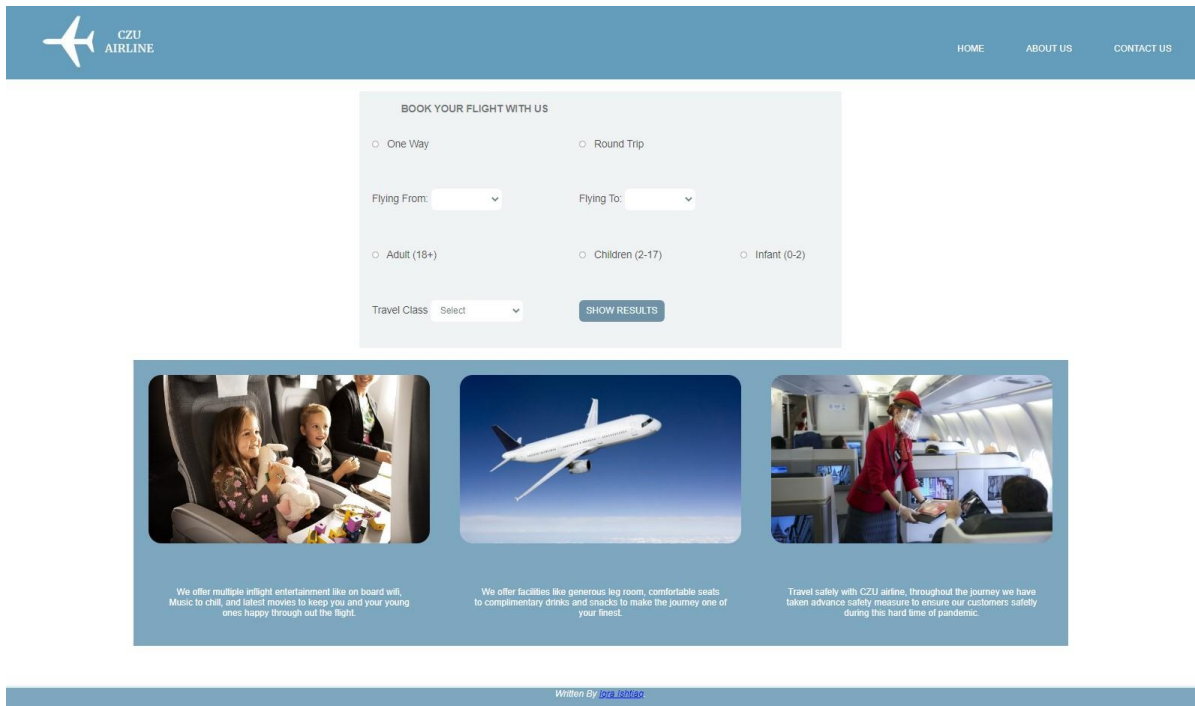 CZU
AIRLINE
HOME ABOUT US CONTACT US
BOOK YOUR FLIGHT WITH US
One Way Round Trip
Flying From: Flying To:
Adult (18+) Children (2-17) Infant (0-2)
Travel Class Select SHOW RESULTS
We offer multiple inflight entertainment like on board wifi,
Music to chill, and latest movies to keep you and your young
ones happy through out the flight.
We offer facilities like generous leg room, comfortable seats
to complimentary drinks and snacks to make the journey one of
your finest.
Travel safely with CZU airline, throughout the journey we have
taken advance safety measure to ensure our customers safetly
during this hard time of pandemic.
Written By Iqra Ishtiaq.